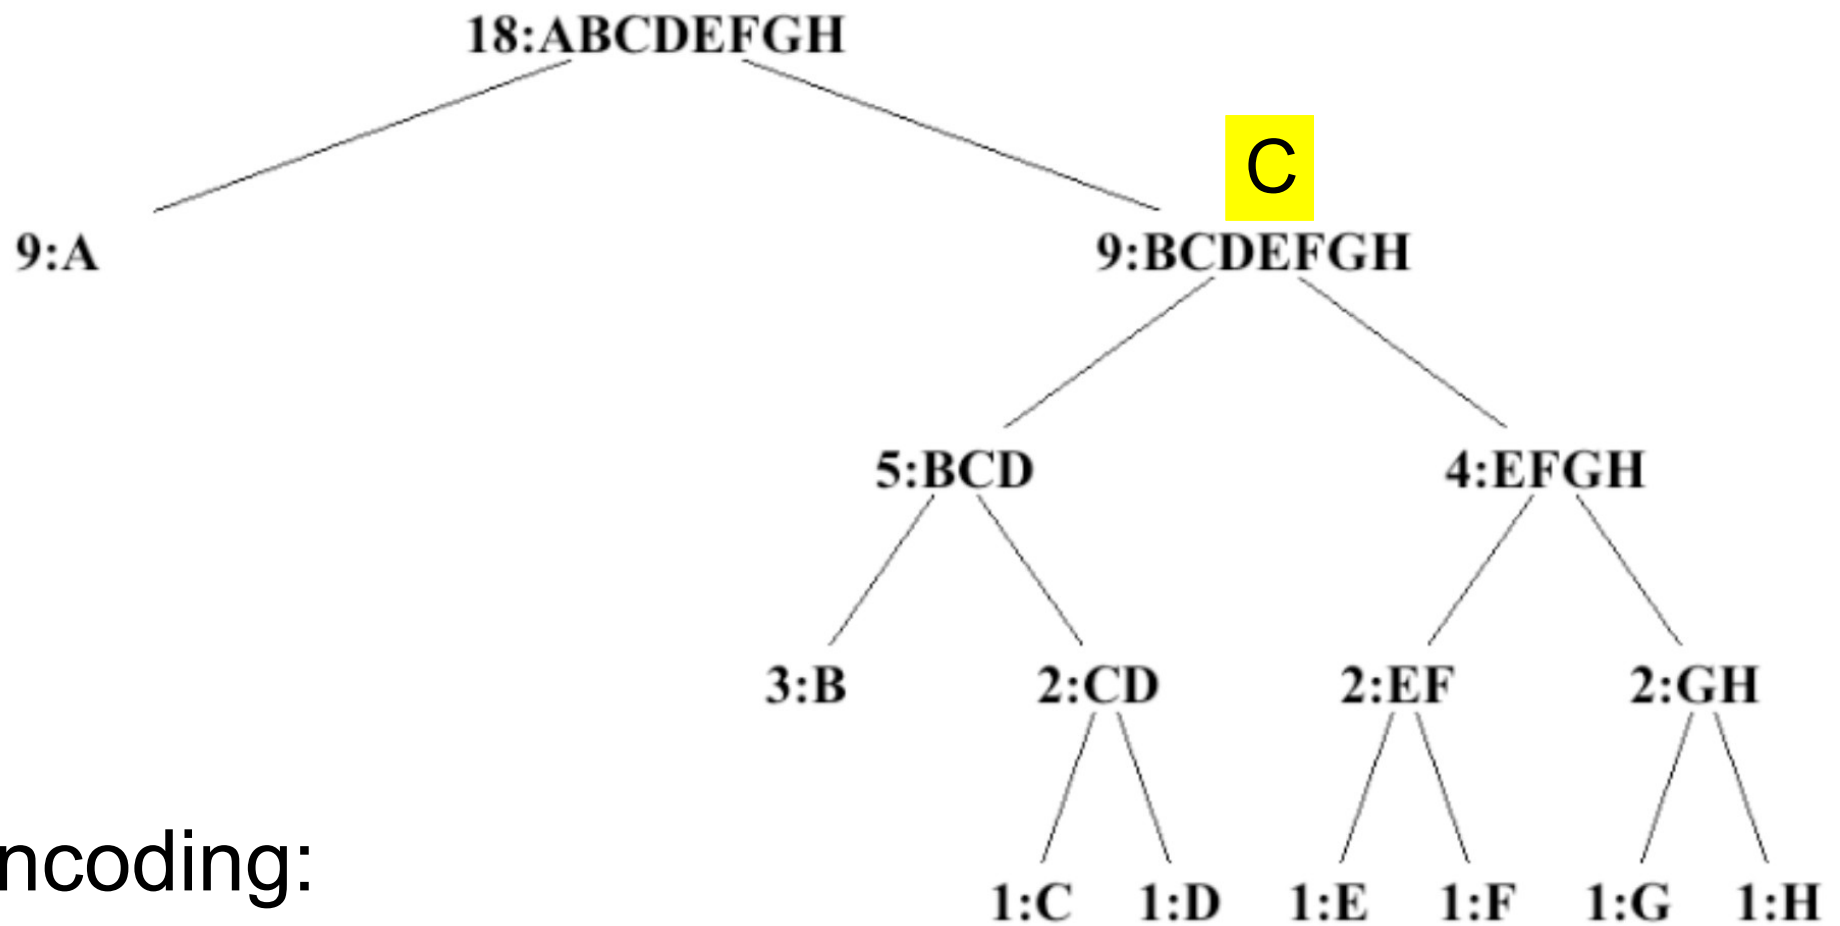 18:ABCDEFGH
C
9:A 9:BCDEFGH
5:BCD 4:EFGH
3:B 2:CD 2:EF 2:GH
ncoding:
1:C 1:D 1:E 1:F 1:G 1:H